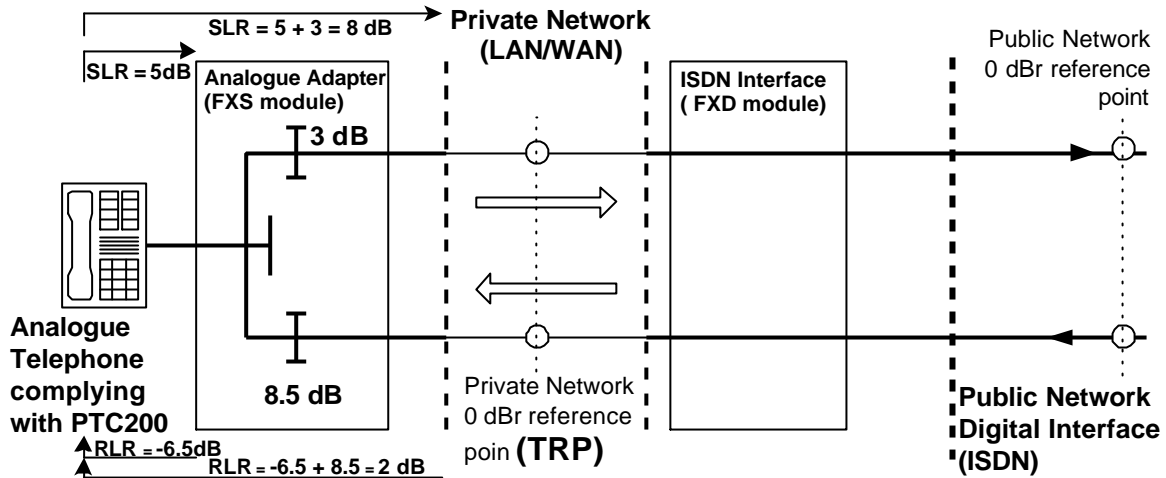 SLR = 5 + 3 = 8 dB
SLR = 5dB
Private Network
(LAN/WAN)
Public Network
0 dBr reference
point
Analogue Adapter
(FXS module)
ISDN Interface
( FXD module)
3 dB
8.5 dB
Analogue
Telephone
complying
with PTC200
Private Network
0 dBr reference
poin (TRP)
Public Network
Digital Interface
(ISDN)
RLR = -6.5dB
RLR = -6.5 + 8.5 = 2 dB